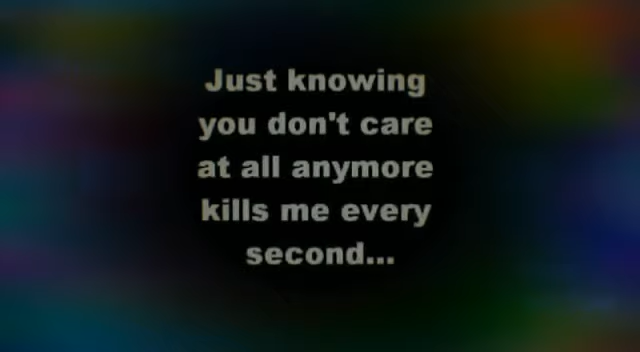 Just knowing
you don't care
at all anymore
kills me every
second...